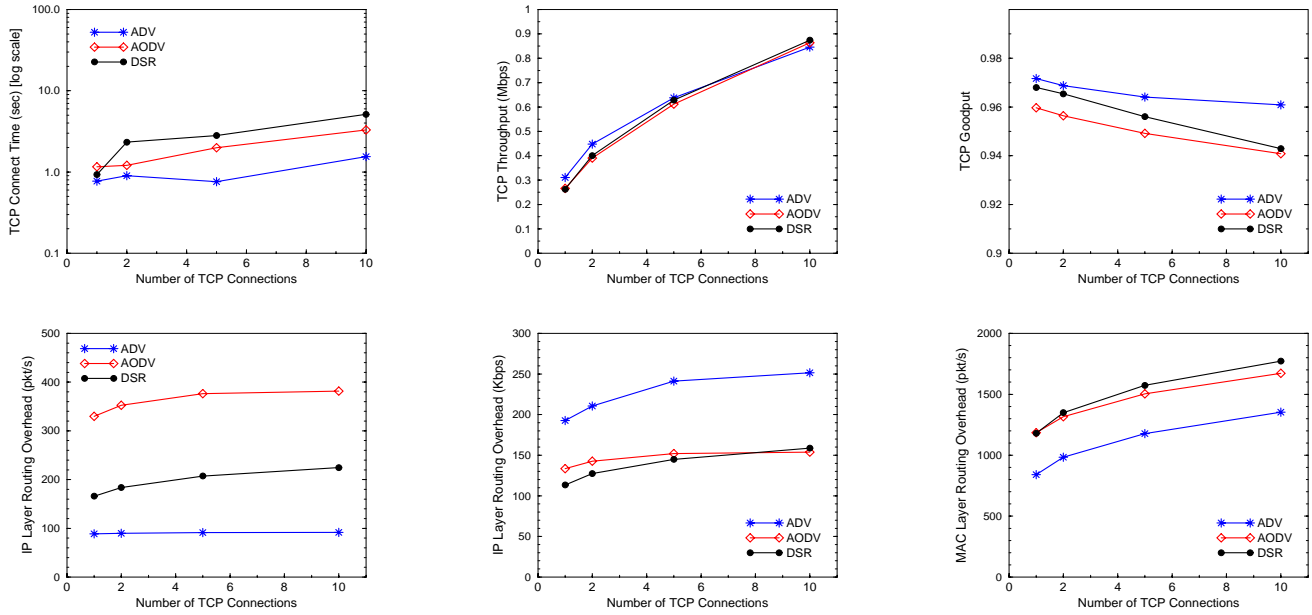 TCP Connect Time (sec) [log scale]
100.0
10.0
1.0
0.1
ADV
AODV
DSR
0 2 4 6 8 10
Number of TCP Connections
TCP Throughput (Mbps)
1
0.9
0.8
0.7
0.6
0.5
0.4
0.3
0.2
0.1
0
ADV
AODV
DSR
0 2 4 6 8 10
Number of TCP Connections
TCP Goodput
0.98
0.96
0.94
0.92
0.9
ADV
AODV
DSR
0 2 4 6 8 10
Number of TCP Connections
IP Layer Routing Overhead (pkt/s)
500
400
300
200
100
0
ADV
AODV
DSR
0 2 4 6 8 10
Number of TCP Connections
IP Layer Routing Overhead (Kbps)
300
250
200
150
100
50
0
ADV
AODV
DSR
0 2 4 6 8 10
Number of TCP Connections
MAC Layer Routing Overhead (pkt/s)
2000
1500
1000
500
0
ADV
AODV
DSR
0 2 4 6 8 10
Number of TCP Connections